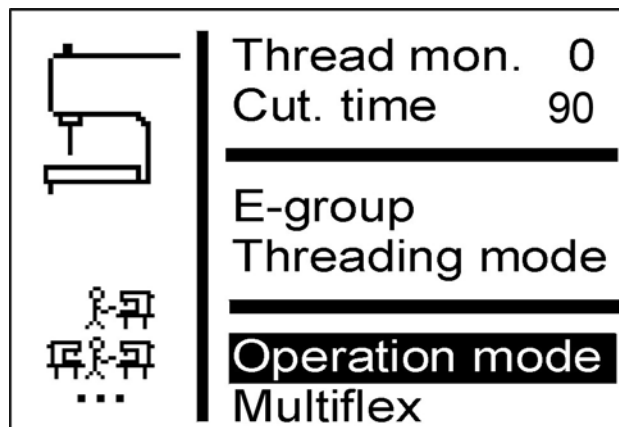 Thread mon. 0
Cut. time 90
E-group
Threading mode
Operation mode
Multiflex